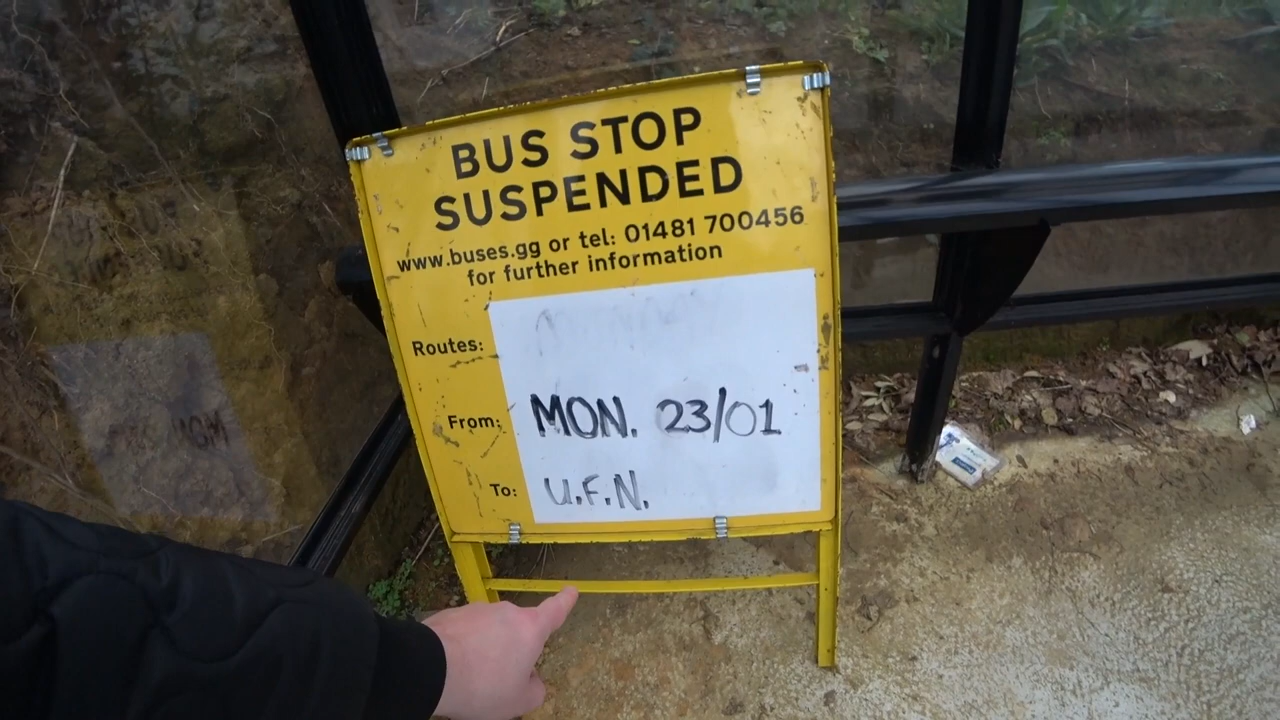 BUS STOP
SUSPENDED
www.buses.gg or tel: 01481 700456
for further information
Routes:
From: MON. 23/01
To: U.F.N.